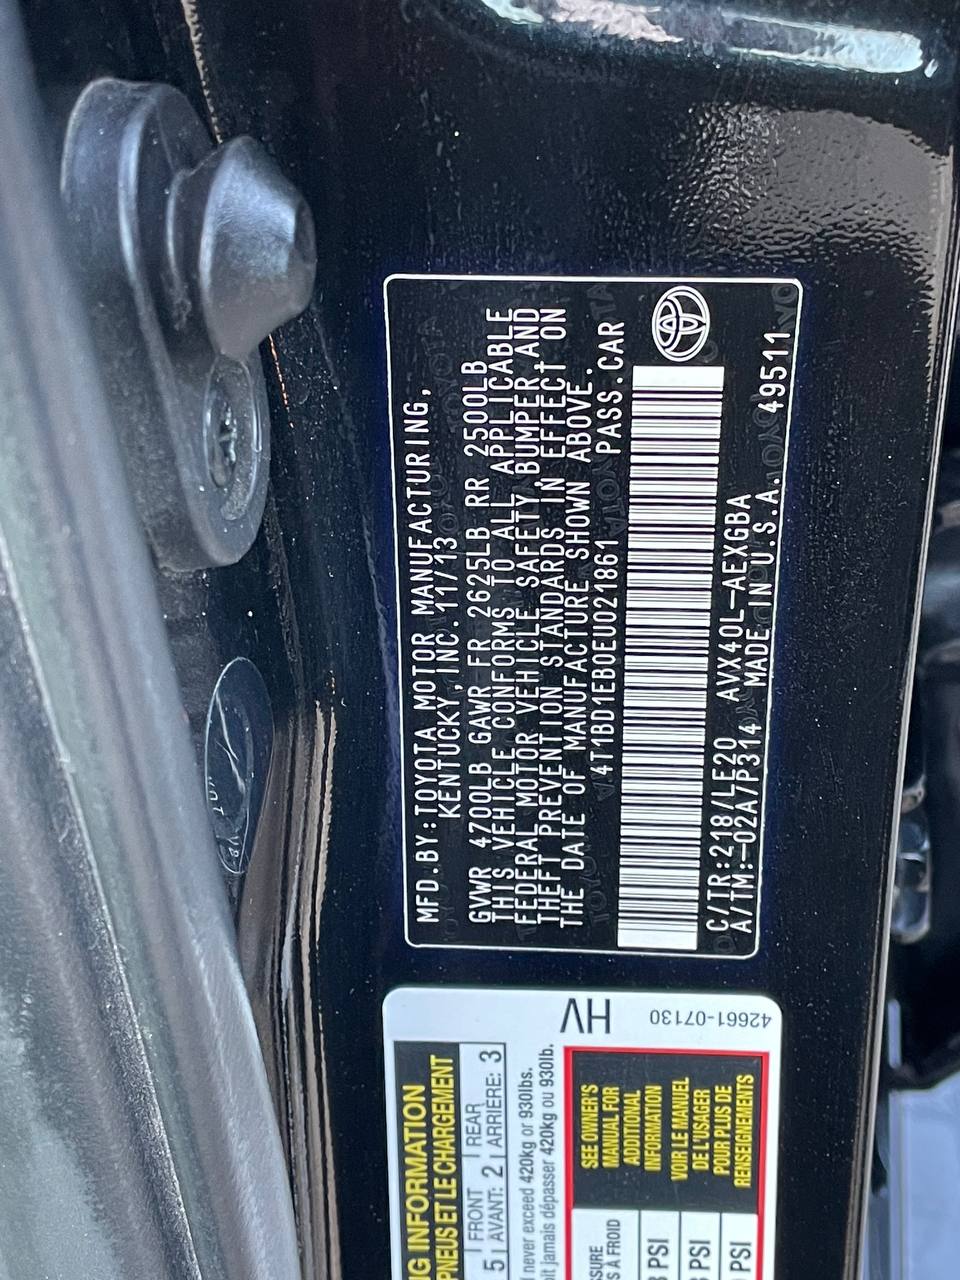 MFD.BY:TOYOTA MOTOR MANUFACTURING,
KENTUCKY,INC.11/13
GVWR 4700LB GAWR FR 2625LB RR 2500LB
THIS VEHICLE CONFORMS TO ALL APPLICABLE
FEDERAL MOTOR VEHICLE SAFETY, BUMPER, AND
THEFT PREVENTION STANDARDS IN EFFECT ON
THE DATE OF MANUFACTURE SHOWN ABOVE.
4T1BD1EB0EU021861 PASS.CAR
C/TR:218/LE20 AVX40L-AEXGBA
A/TM:-02A/P314 MADE IN U.S.A. 49511
HV
42661-07130
NG INFORMATION
PNEUS ET LE CHARGEMENT
5 FRONT REAR
AVANT: 2 ARRIÈRE: 3
d never exceed 420kg or 930lbs.
oit jamais dépasser 420kg ou 930lb.
SEE OWNER'S
MANUAL FOR
ADDITIONAL
INFORMATION
VOIR LE MANUEL
DE L'USAGER
POUR PLUS DE
RENSEIGNEMENTS
SSURE
S À FROID
PSI
PSI
PSI